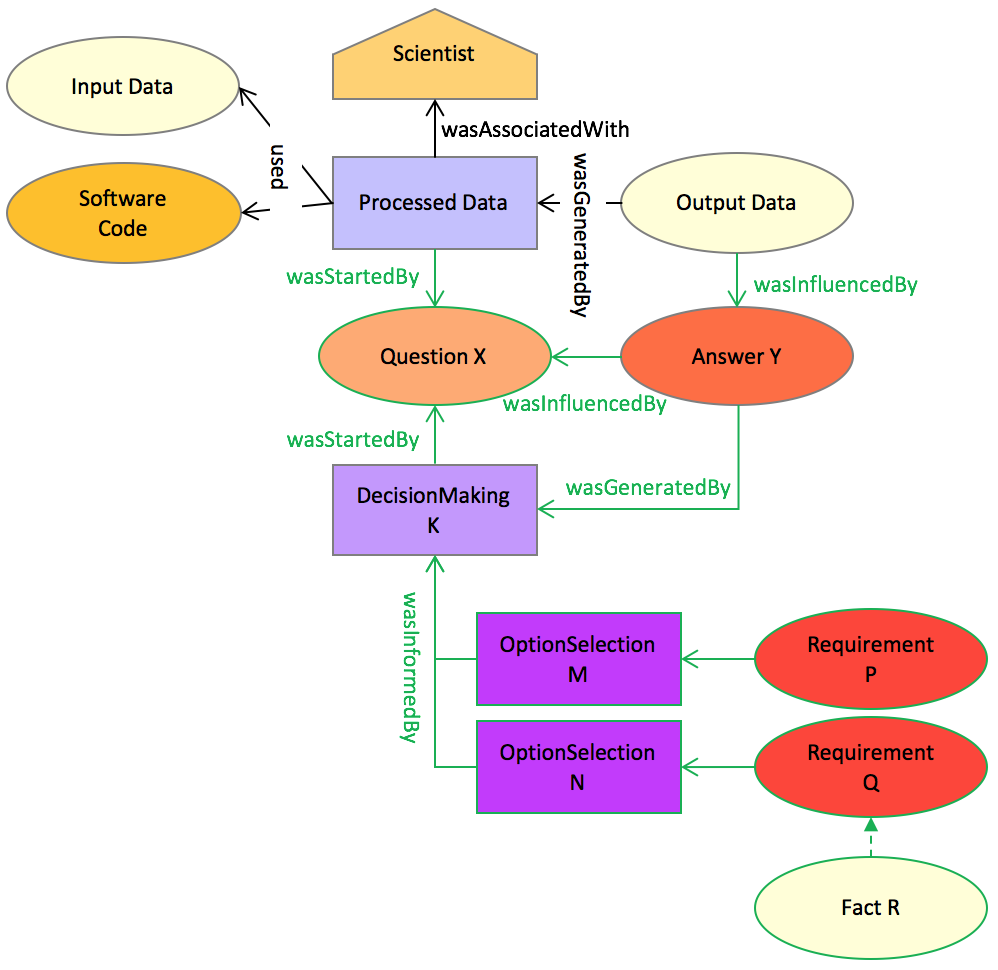 Scientist
Input Data
wasAssociatedWith
used
Software
Code
Processed Data
wasGeneratedBy
Output Data
wasStartedBy
wasInfluencedBy
Question X
Answer Y
wasInfluencedBy
wasStartedBy
wasGeneratedBy
DecisionMaking
K
wasInformedBy
OptionSelection
M
Requirement
P
OptionSelection
N
Requirement
Q
Fact R